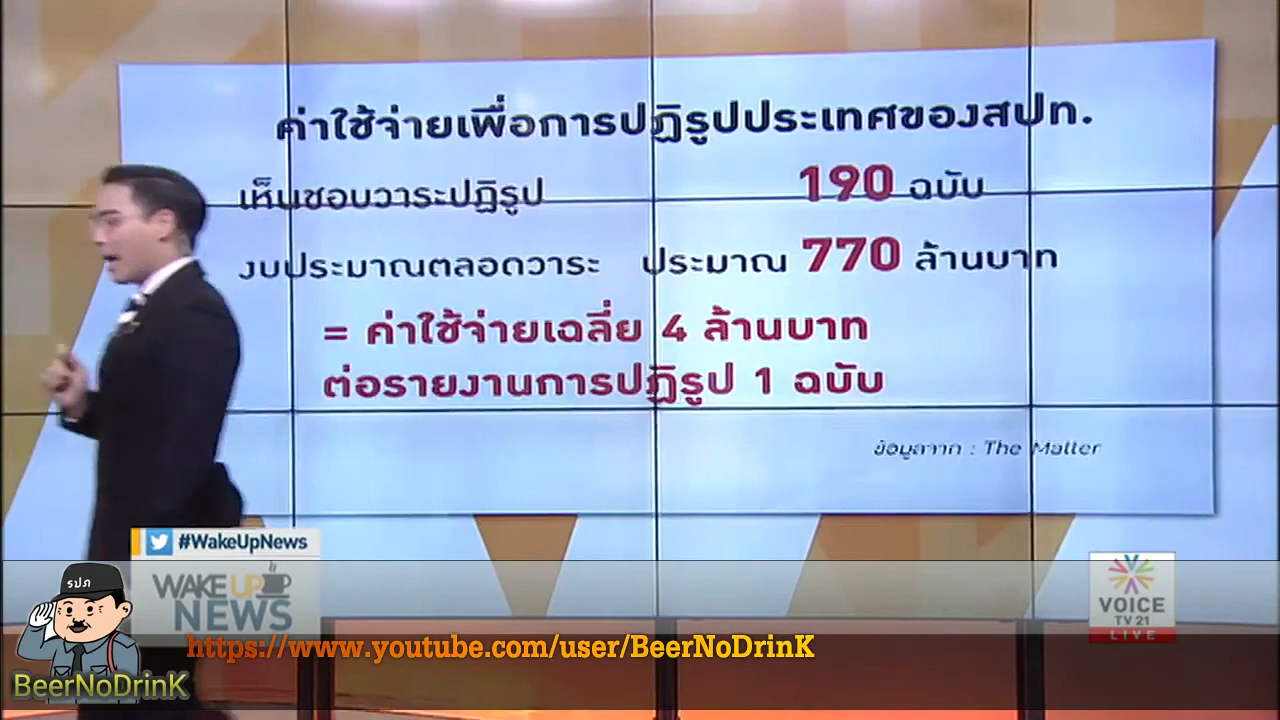 ค่าใช้จ่ายเพื่อการปฏิรูปประเทศของสปท.
เห็นชอบวาระปฏิรูป 190 ฉบับ
งบประมาณตลอดวาระ ประมาณ 770 ล้านบาท
= ค่าใช้จ่ายเฉลี่ย 4 ล้านบาท
ต่อรายงานการปฏิรูป 1 ฉบับ
ข้อมูลจาก : The Matter
#WakeUpNews
WAKE UP
NEWS
VOICE
TV 21
LIVE
รปภ
https://www.youtube.com/user/BeerNoDrinK
BeerNoDrinK